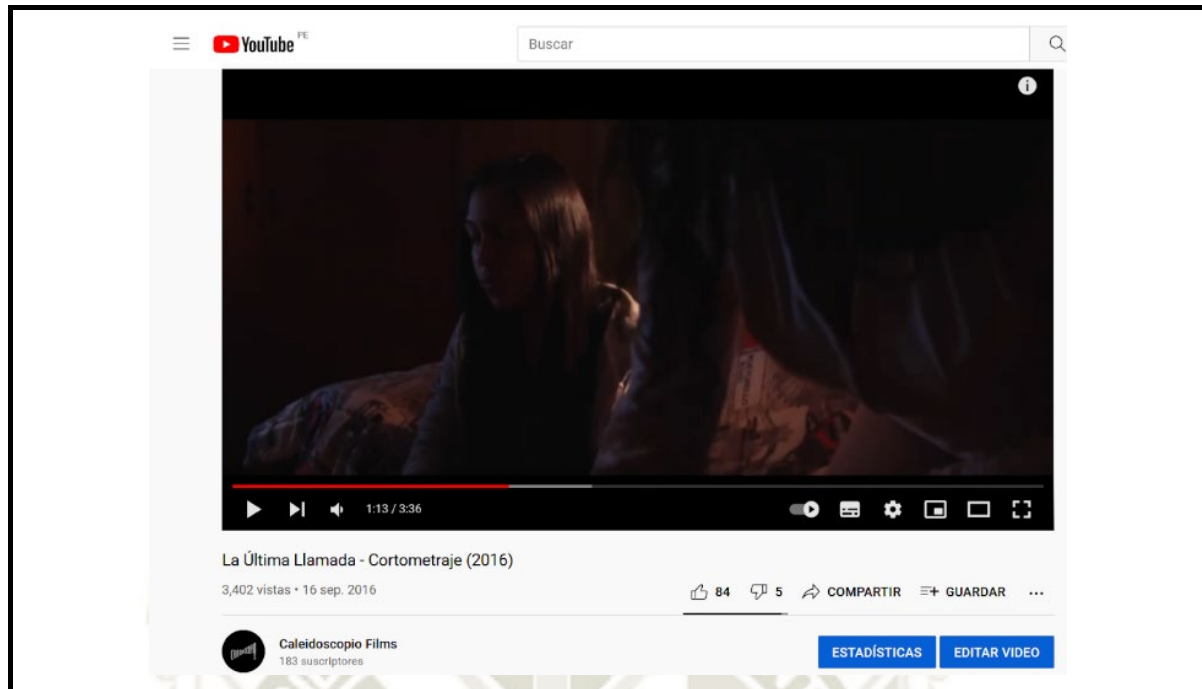 YouTube PE
Buscar
1:13 / 3:36
La Última Llamada - Cortometraje (2016)
3,402 vistas • 16 sep. 2016
84 5 COMPARTIR GUARDAR ...
Caleidoscopio Films
183 suscriptores
ESTADÍSTICAS EDITAR VIDEO